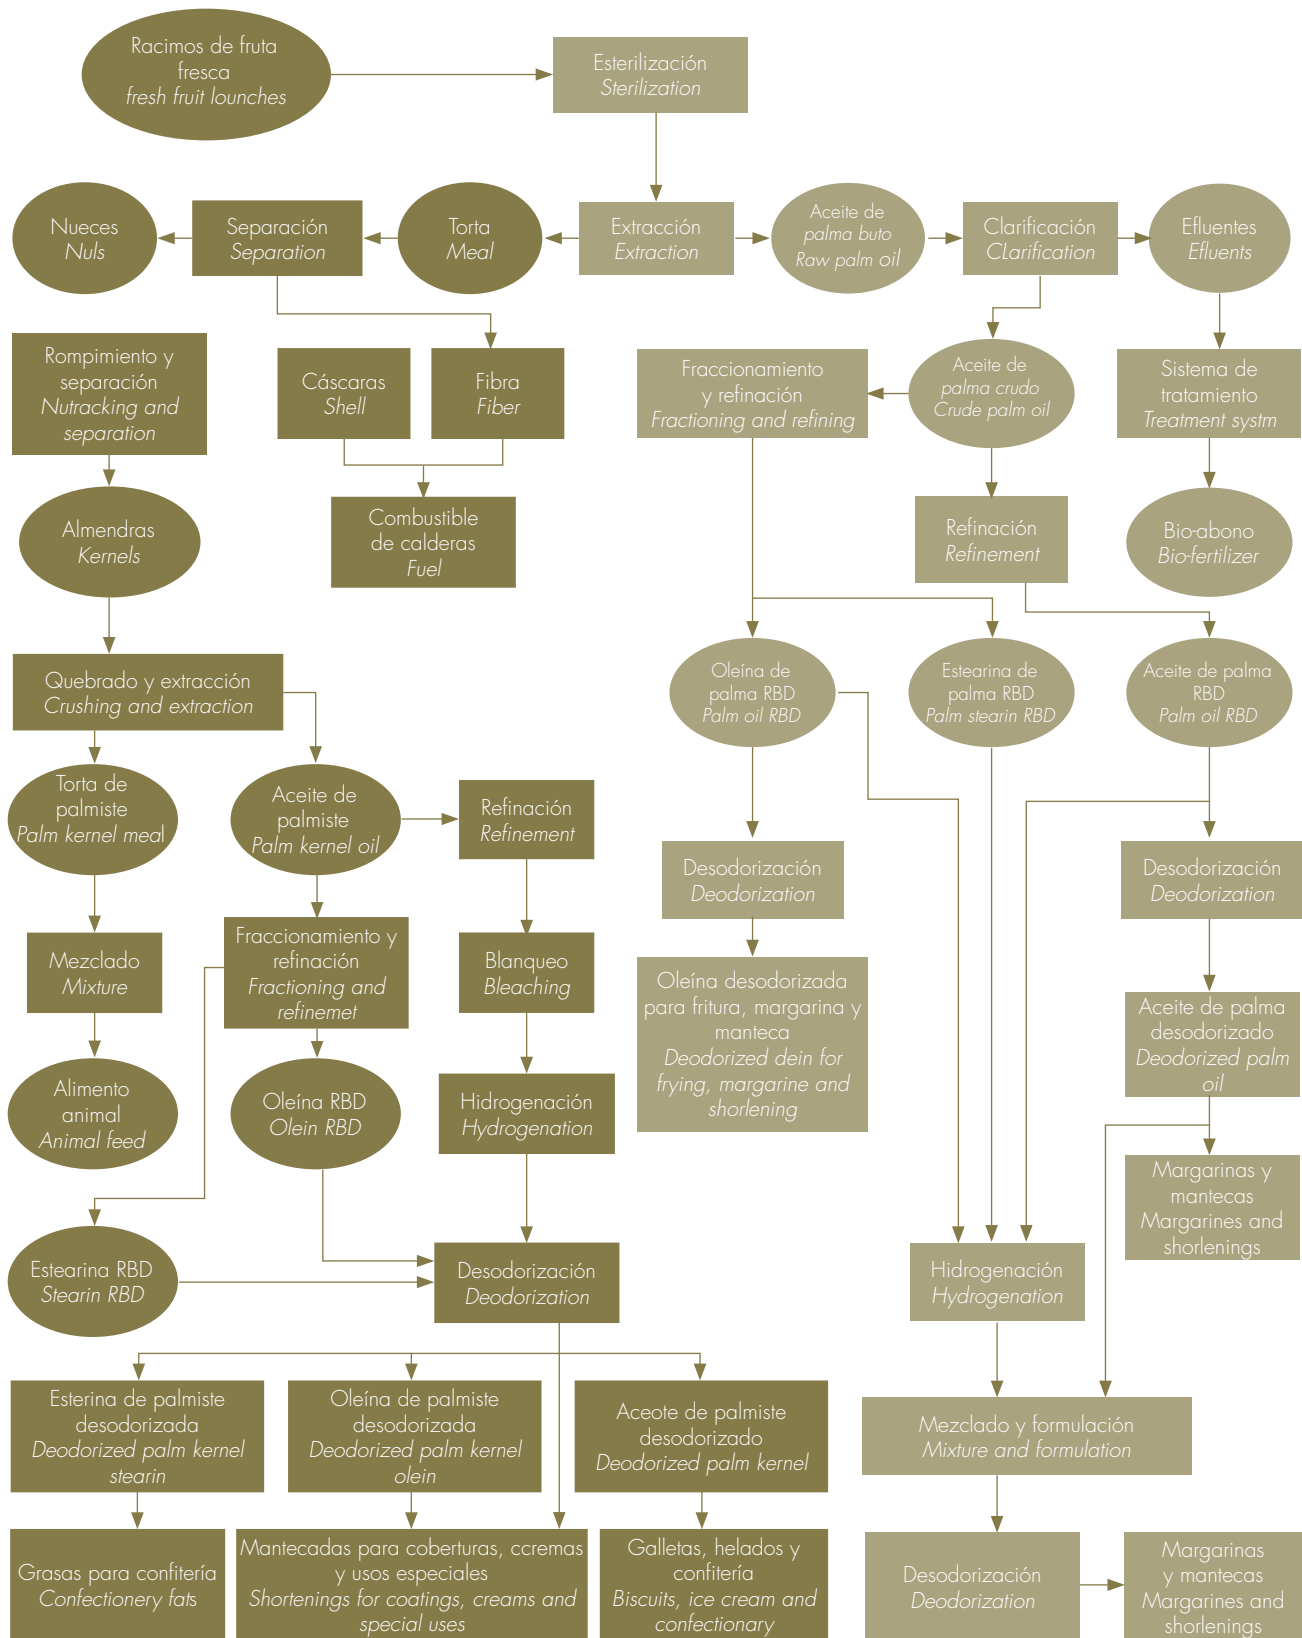 Racimos de fruta
fresca
fresh fruit lounches
Esterilización
Sterilization
Nueces
Nuls
Separación
Separation
Torta
Meal
Extracción
Extraction
Aceite de
palma buto
Raw palm oil
Clarificación
CLarification
Efluentes
Efluents
Rompimiento y
separación
Nutracking and
separation
Cáscaras
Shell
Fibra
Fiber
Fraccionamiento
y refinación
Fractioning and refining
Aceite de
palma crudo
Crude palm oil
Sistema de
tratamiento
Treatment systm
Almendras
Kernels
Combustible
de calderas
Fuel
Refinación
Refinement
Bio-abono
Bio-fertilizer
Quebrado y extracción
Crushing and extraction
Oleína de
palma RBD
Palm oil RBD
Estearina de
palma RBD
Palm stearin RBD
Aceite de palma
RBD
Palm oil RBD
Torta de
palmiste
Palm kernel meal
Aceite de
palmiste
Palm kernel oil
Refinación
Refinement
Desodorización
Deodorization
Desodorización
Deodorization
Mezclado
Mixture
Fraccionamiento y
refinación
Fractioning and
refinemet
Blanqueo
Bleaching
Oleína desodorizada
para fritura, margarina y
manteca
Deodorized dein for
frying, margarine and
shorlening
Aceite de palma
desodorizado
Deodorized palm
oil
Alimento
animal
Animal feed
Oleína RBD
Olein RBD
Hidrogenación
Hydrogenation
Margarinas y
mantecas
Margarines and
shorlenings
Estearina RBD
Stearin RBD
Desodorización
Deodorization
Hidrogenación
Hydrogenation
Esterina de palmiste
desodorizada
Deodorized palm kernel
stearin
Oleína de palmiste
desodorizada
Deodorized palm kernel
olein
Aceote de palmiste
desodorizado
Deodorized palm kernel
Mezclado y formulación
Mixture and formulation
Grasas para confitería
Confectionery fats
Mantecadas para coberturas, ccremas
y usos especiales
Shortenings for coatings, creams and
special uses
Galletas, helados y
confitería
Biscuits, ice cream and
confectionary
Desodorización
Deodorization
Margarinas
y mantecas
Margarines and
shorlenings